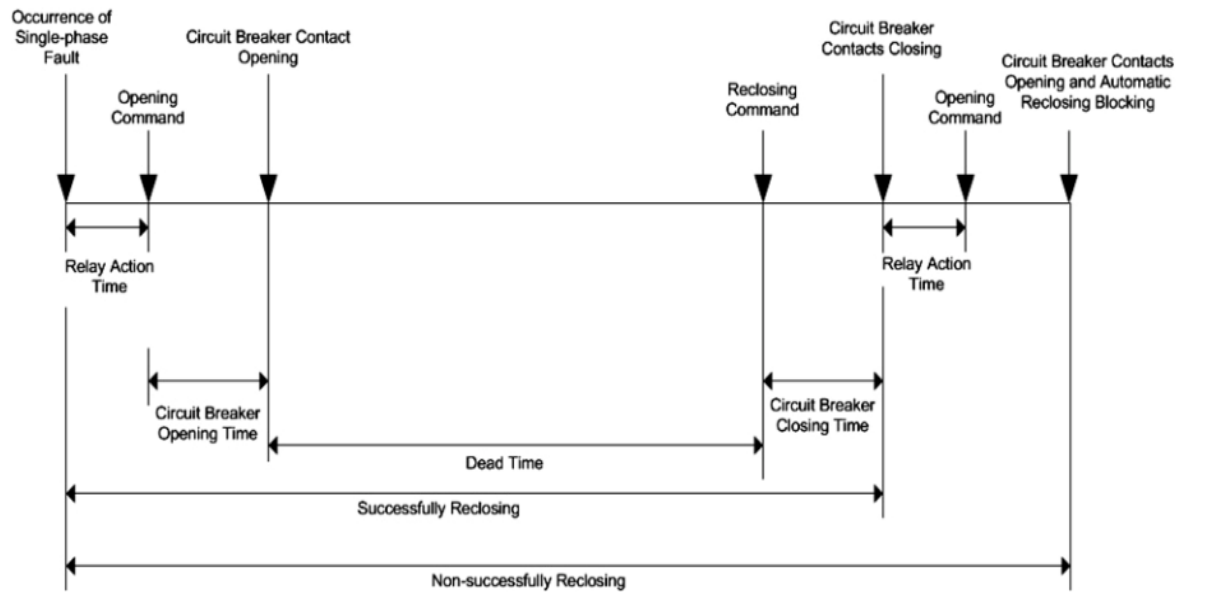 Occurrence of
Single-phase
Fault
Opening
Command
Circuit Breaker Contact
Opening
Reclosing
Command
Circuit Breaker
Contacts Closing
Opening
Command
Circuit Breaker Contacts
Opening and Automatic
Reclosing Blocking
Relay Action
Time
Relay Action
Time
Circuit Breaker
Opening Time
Circuit Breaker
Closing Time
Dead Time
Successfully Reclosing
Non-successfully Reclosing